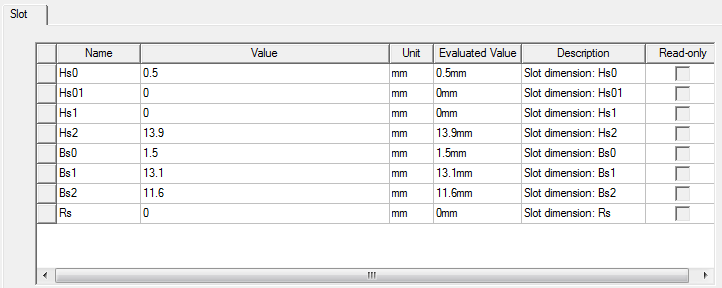 Slot
Name Value Unit Evaluated Value Description Read-only
Hs0 0.5 mm 0.5mm Slot dimension: Hs0
Hs01 0 mm 0mm Slot dimension: Hs01
Hs1 0 mm 0mm Slot dimension: Hs1
Hs2 13.9 mm 13.9mm Slot dimension: Hs2
Bs0 1.5 mm 1.5mm Slot dimension: Bs0
Bs1 13.1 mm 13.1mm Slot dimension: Bs1
Bs2 11.6 mm 11.6mm Slot dimension: Bs2
Rs 0 mm 0mm Slot dimension: Rs